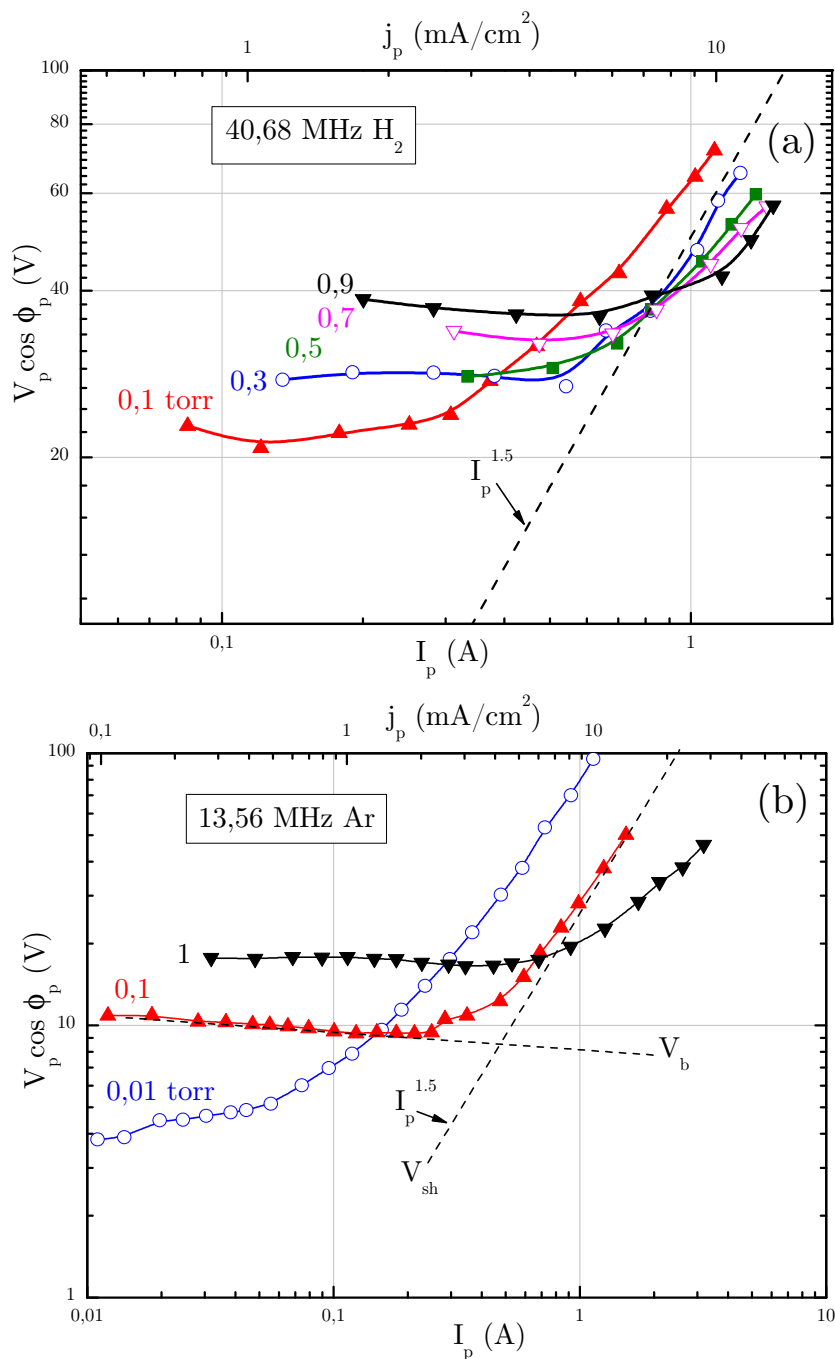 j_p (mA/cm^2)
1 10
100
80
60
40
20
V_p cos ϕ_p (V)
40,68 MHz H_2
(a)
0,9
0,7
0,5
0,3
0,1 torr
I_p^1.5
0,1 1
I_p (A)
j_p (mA/cm^2)
0,1 1 10
100
10
1
V_p cos ϕ_p (V)
13,56 MHz Ar
(b)
1
0,1
0,01 torr
V_b
I_p^1.5
V_sh
0,01 0,1 1 10
I_p (A)